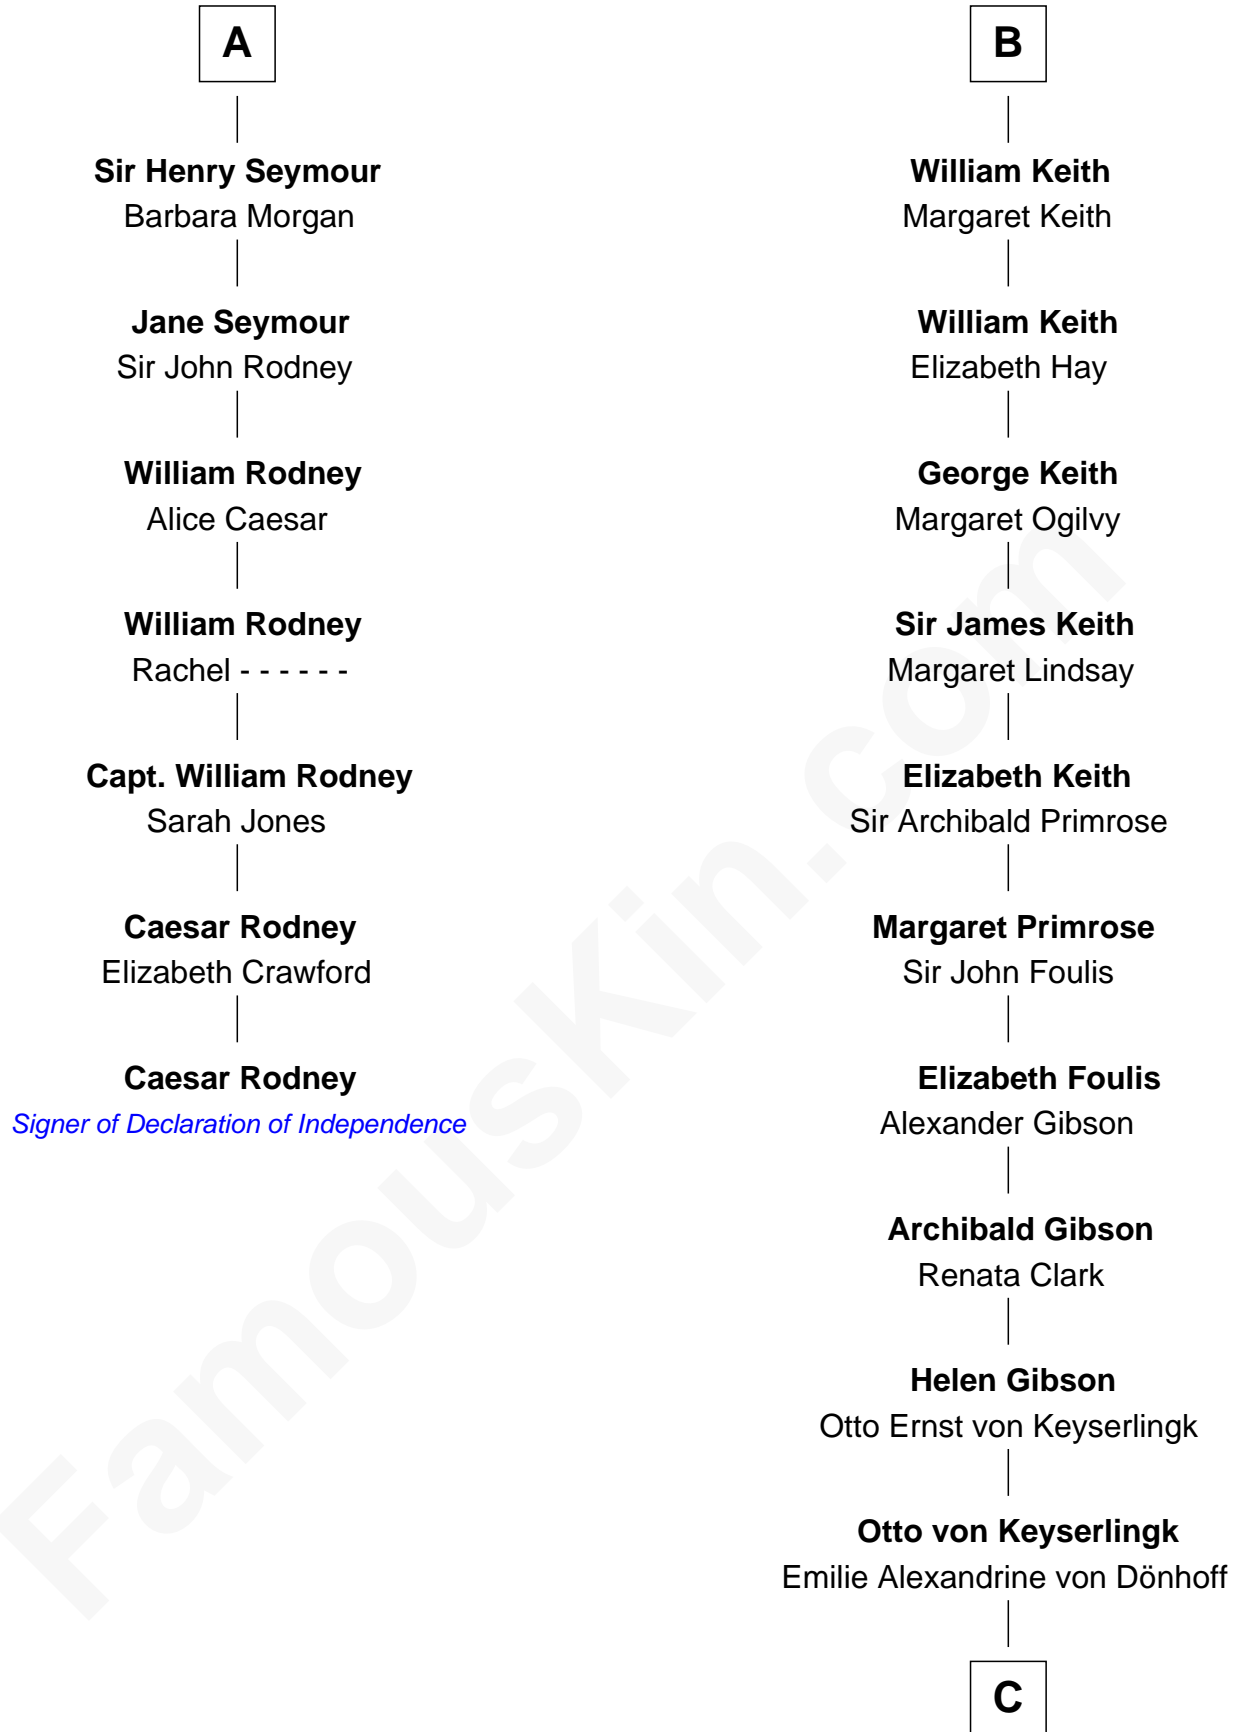 A
Sir Henry Seymour
Barbara Morgan
Jane Seymour
Sir John Rodney
William Rodney
Alice Caesar
William Rodney
Rachel - - - - - -
Capt. William Rodney
Sarah Jones
Caesar Rodney
Elizabeth Crawford
Caesar Rodney
Signer of Declaration of Independence
B
William Keith
Margaret Keith
William Keith
Elizabeth Hay
George Keith
Margaret Ogilvy
Sir James Keith
Margaret Lindsay
Elizabeth Keith
Sir Archibald Primrose
Margaret Primrose
Sir John Foulis
Elizabeth Foulis
Alexander Gibson
Archibald Gibson
Renata Clark
Helen Gibson
Otto Ernst von Keyserlingk
Otto von Keyserlingk
Emilie Alexandrine von Dönhoff
C
FamousKin.com